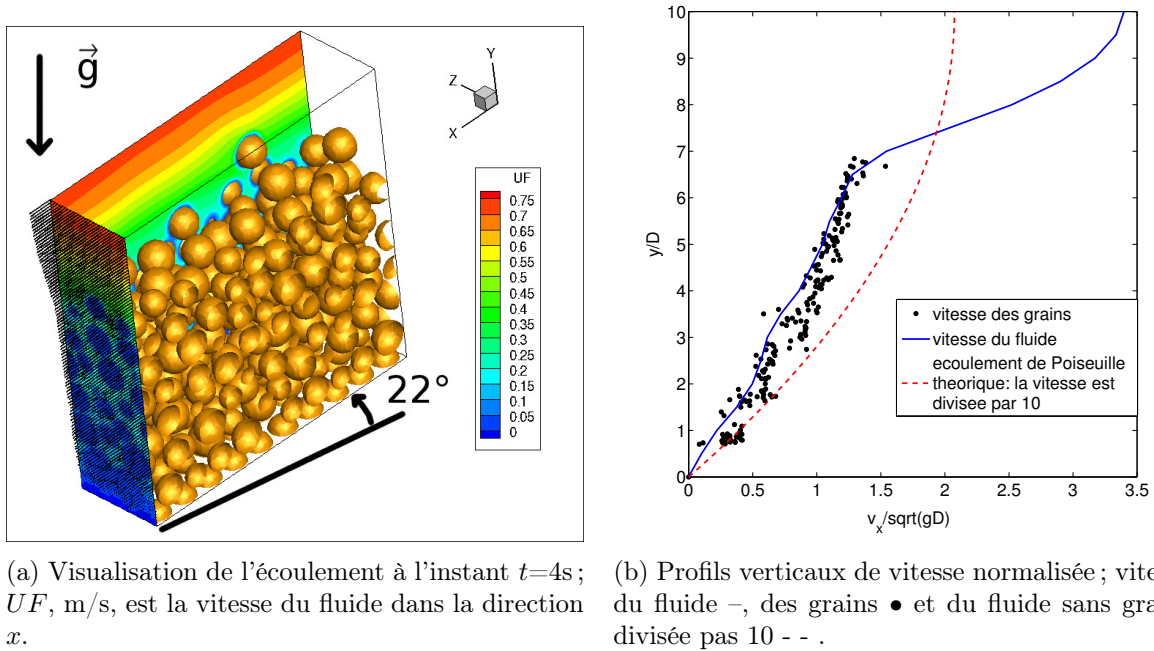 g
Y
Z
X
UF
0.75
0.7
0.65
0.6
0.55
0.5
0.45
0.4
0.35
0.3
0.25
0.2
0.15
0.1
0.05
0
22°
10
9
8
7
6
5
4
3
2
1
0
y/D
0
0.5
1
1.5
2
2.5
3
3.5
v_x/sqrt(gD)
vitesse des grains
vitesse du fluide
ecoulement de Poiseuille
theorique: la vitesse est
divisee par 10
(a) Visualisation de l'écoulement à l'instant t=4s ;
UF, m/s, est la vitesse du fluide dans la direction
x.
(b) Profils verticaux de vitesse normalisée ; vite
du fluide –, des grains ● et du fluide sans gra
divisée pas 10 - - .